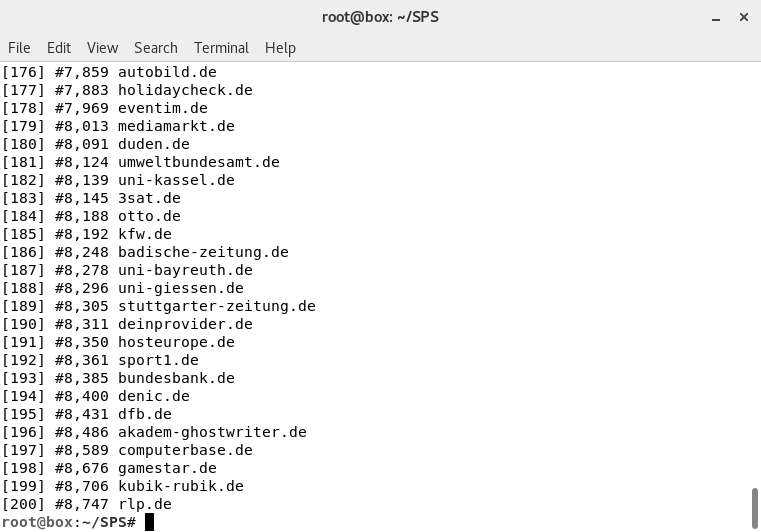 root@box: ~/SPS
File Edit View Search Terminal Help
[176] #7,859 autobild.de
[177] #7,883 holidaycheck.de
[178] #7,969 eventim.de
[179] #8,013 mediamarkt.de
[180] #8,091 duden.de
[181] #8,124 umweltbundesamt.de
[182] #8,139 uni-kassel.de
[183] #8,145 3sat.de
[184] #8,188 otto.de
[185] #8,192 kfw.de
[186] #8,248 badische-zeitung.de
[187] #8,278 uni-bayreuth.de
[188] #8,296 uni-giessen.de
[189] #8,305 stuttgarter-zeitung.de
[190] #8,311 deinprovider.de
[191] #8,350 hosteurope.de
[192] #8,361 sport1.de
[193] #8,385 bundesbank.de
[194] #8,400 denic.de
[195] #8,431 dfb.de
[196] #8,486 akadem-ghostwriter.de
[197] #8,589 computerbase.de
[198] #8,676 gamestar.de
[199] #8,706 kubik-rubik.de
[200] #8,747 rlp.de
root@box:~/SPS#